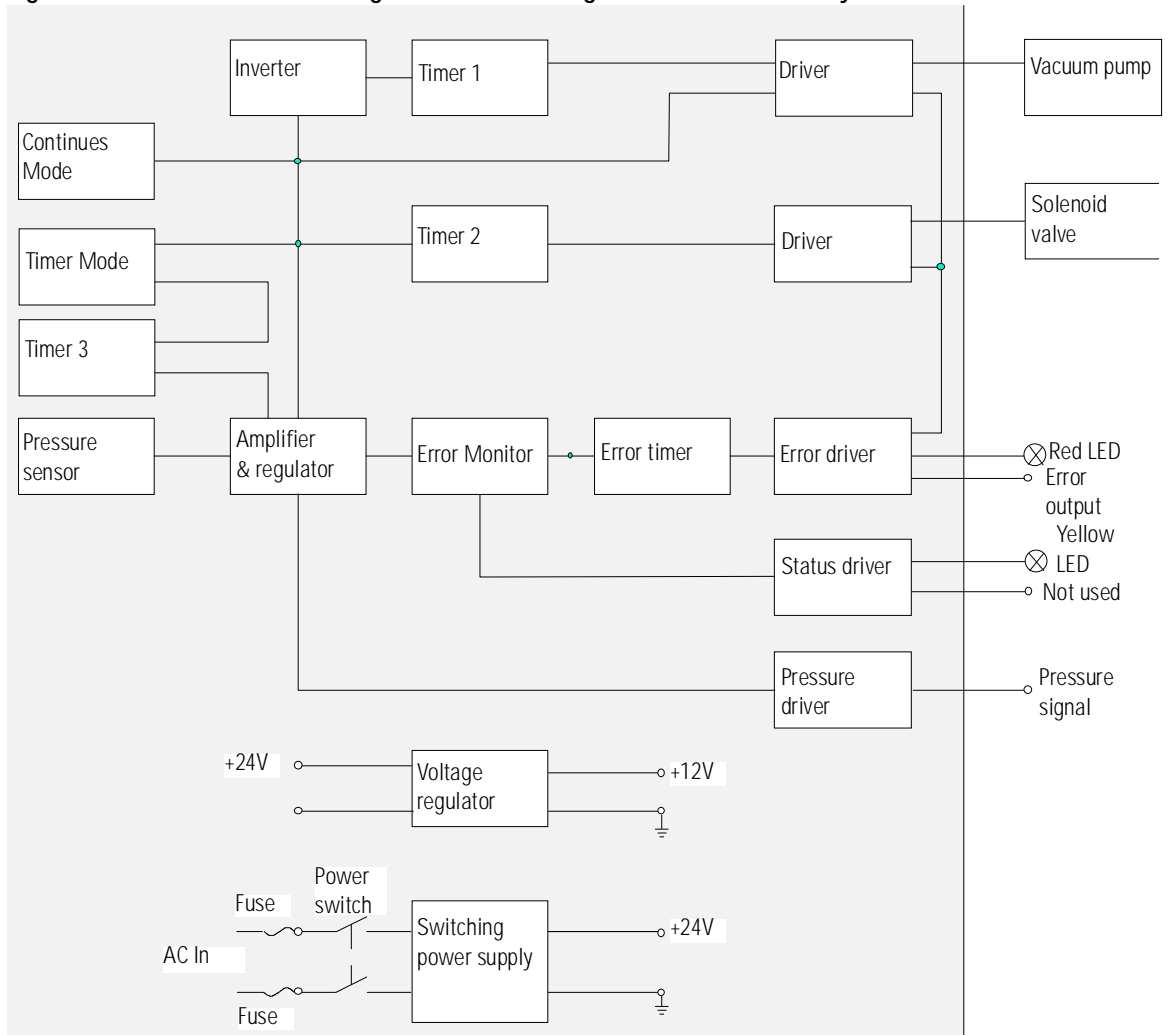 Inverter
Timer 1
Driver
Vacuum pump
Continues
Mode
Solenoid
valve
Timer 2
Driver
Timer Mode
Timer 3
Pressure
sensor
Amplifier
& regulator
Error Monitor
Error timer
Error driver
Red LED
Error
output
Yellow
LED
Status driver
Not used
Pressure
driver
Pressure
signal
+24V
Voltage
regulator
+12V
Power
switch
Fuse
Switching
power supply
+24V
AC In
Fuse